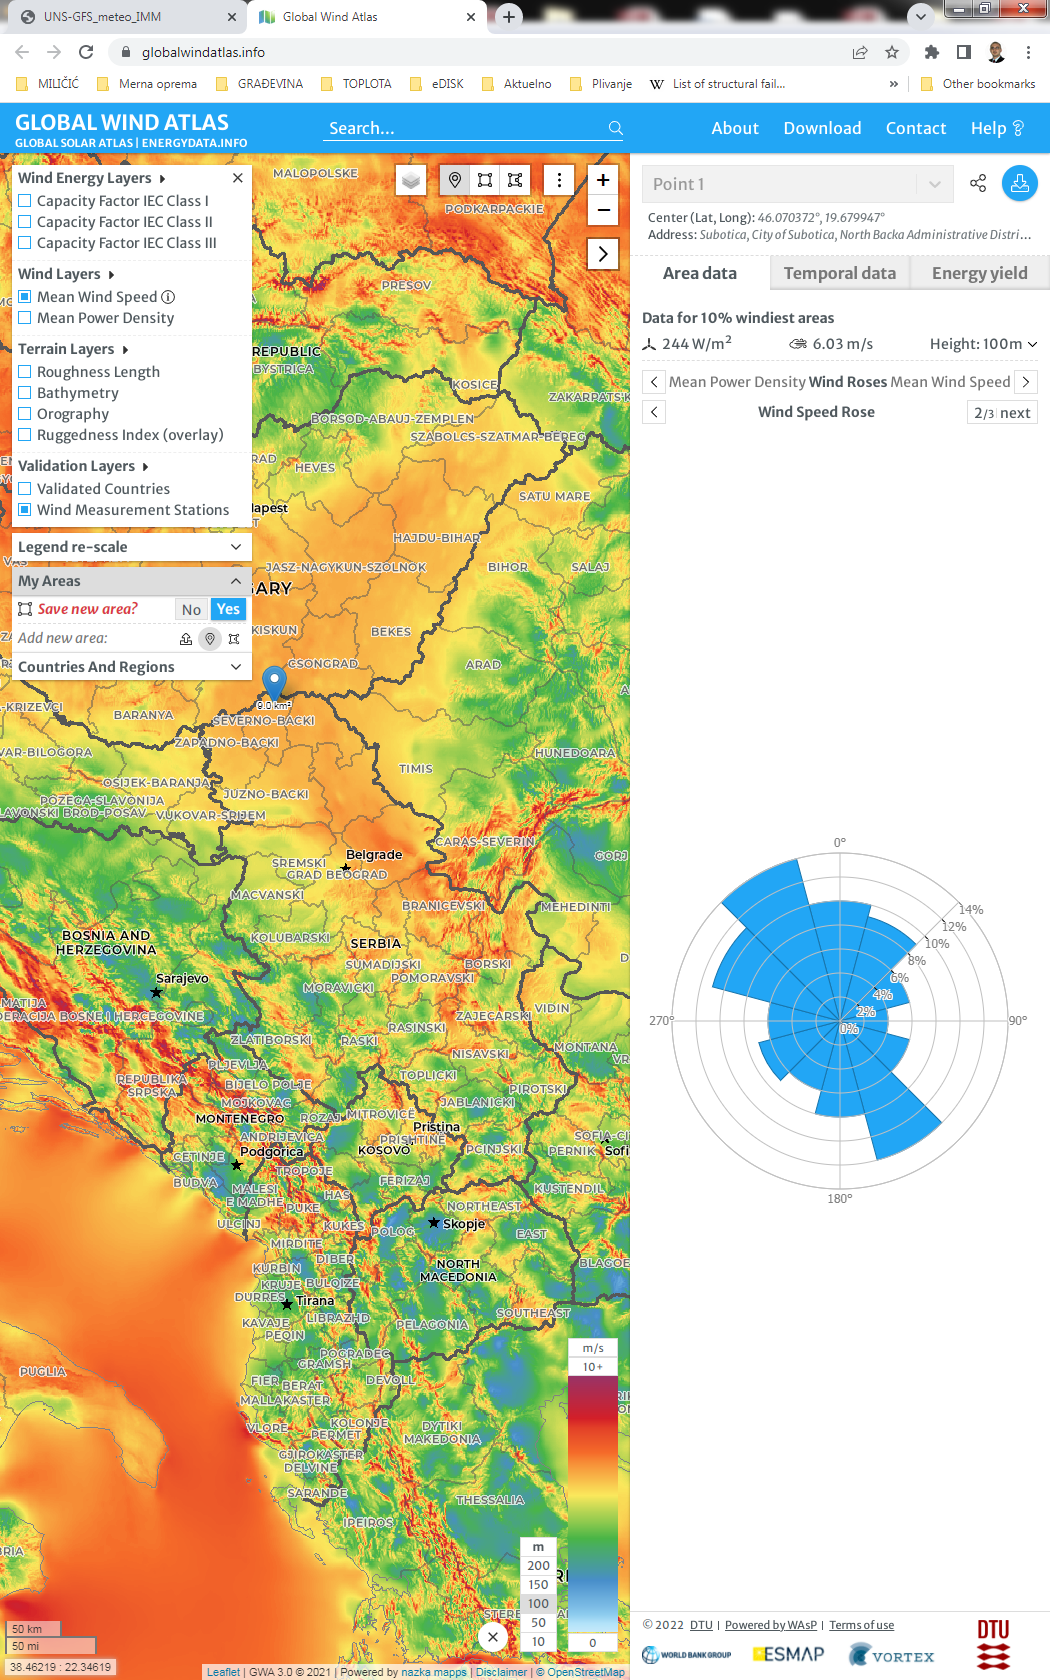 UNS-GFS_meteo_IMM
Global Wind Atlas
globalwindatlas.info
MILIČIĆ
Merna oprema
GRAĐEVINA
TOPLOTA
eDISK
Aktuelno
Plivanje
W List of structural fail...
»
Other bookmarks
GLOBAL WIND ATLAS
GLOBAL SOLAR ATLAS | ENERGYDATA.INFO
Search...
About
Download
Contact
Help
Wind Energy Layers
Capacity Factor IEC Class I
Capacity Factor IEC Class II
Capacity Factor IEC Class III
Wind Layers
Mean Wind Speed
Mean Power Density
Terrain Layers
Roughness Length
Bathymetry
Orography
Ruggedness Index (overlay)
Validation Layers
Validated Countries
Wind Measurement Stations
Legend re-scale
My Areas
Save new area?
No
Yes
Add new area:
Countries And Regions
MALOPOLSKE
PODKARPACKIE
PRESOV
REPUBLIC
BYSTRICA
KOSICE
ZAKARPATSK
BORSOD-ABAUJ-ZEMPLEN
SZABOLCS-SZATMAR-BEREG
RAD
HEVES
SATU MARE
apest
HAJDU-BIHAR
JASZ-NAGYKUN-SZOLNOK
BIHOR
SALAJ
GARY
KISKUN
BEKES
CSONGRAD
ARAD
9.0 km²
-KRIZEVCI
BARANYA
SEVERNO-BACKI
ZAPADNO-BACKI
VAR-BILOGORA
HUNEDOARA
TIMIS
OSIJEK-BARANJA
JUZNO-BACKI
POZEGA-SLAVONIJA
LAVONSKI BROD-POSAV
VUKOVAR-SRIJEM
CARAS-SEVERIN
GORJ
Belgrade
SREMSKI
GRAD BEOGRAD
MACVANSKI
BRANICEVSKI
MEHEDINTI
BOSNIA AND
HERZEGOVINA
KOLUBARSKI
SERBIA
SUMADIJSKI
BORSKI
Sarajevo
POMORAVSKI
MORAVICKI
MATIJA
DERACIJA BOSNE I HERCEGOVINE
VIDIN
ZAJECARSKI
RASINSKI
ZLATIBORSKI
RASKI
NISAVSKI
MONTANA
VR
PLJEVLJA
TOPLICKI
REPUBLIKA
SRPSKA
BIJELO POLJE
PIROTSKI
MOJKOVAC
JABLANICKI
MONTENEGRO
ROZAJ
MITROVICE
Pristina
ANDRIJEVICA
PRISHTINE
SOFIA-CI
CETINJE
Podgorica
KOSOVO
PCINJSKI
PERNIK
Sofi
TROPOJE
BUDVA
MALESI
E MADHE
HAS
FERIZAJ
KUSTENDIL
PUKE
NORTHEAST
ULCINJ
KUKES
POLOG
Skopje
EAST
MIRDITE
DIBER
BLAGOE
KURBIN
NORTH
MACEDONIA
KRUJE
BULQIZE
DURRES
Tirana
LIBRAZHD
SOUTHEAST
KAVAJE
PEQIN
PELAGONIA
POGRADEC
GRAMSH
PUGLIA
FIER
BERAT
DEVOLL
MALLAKASTER
VLORE
KOLONJE
PERMET
DYTIKI
MAKEDONIA
GJIROKASTER
DELVINE
SARANDE
THESSALIA
IPEIROS
BRIA
STERE
m/s
10+
0
m
200
150
100
50
10
50 km
50 mi
38.46219 : 22.34619
Leaflet | GWA 3.0 © 2021 | Powered by nazka mapps | Disclaimer | © OpenStreetMap
Point 1
Center (Lat, Long): 46.070372°, 19.679947°
Address: Subotica, City of Subotica, North Backa Administrative Distri...
Area data
Temporal data
Energy yield
Data for 10% windiest areas
244 W/m²
6.03 m/s
Height: 100m
Mean Power Density Wind Roses Mean Wind Speed
Wind Speed Rose
2/3 next
0°
14%
12%
10%
8%
6%
4%
2%
0%
270°
90°
180°
© 2022 DTU | Powered by WAsP | Terms of use
DTU
WORLD BANK GROUP
ESMAP
VORTEX